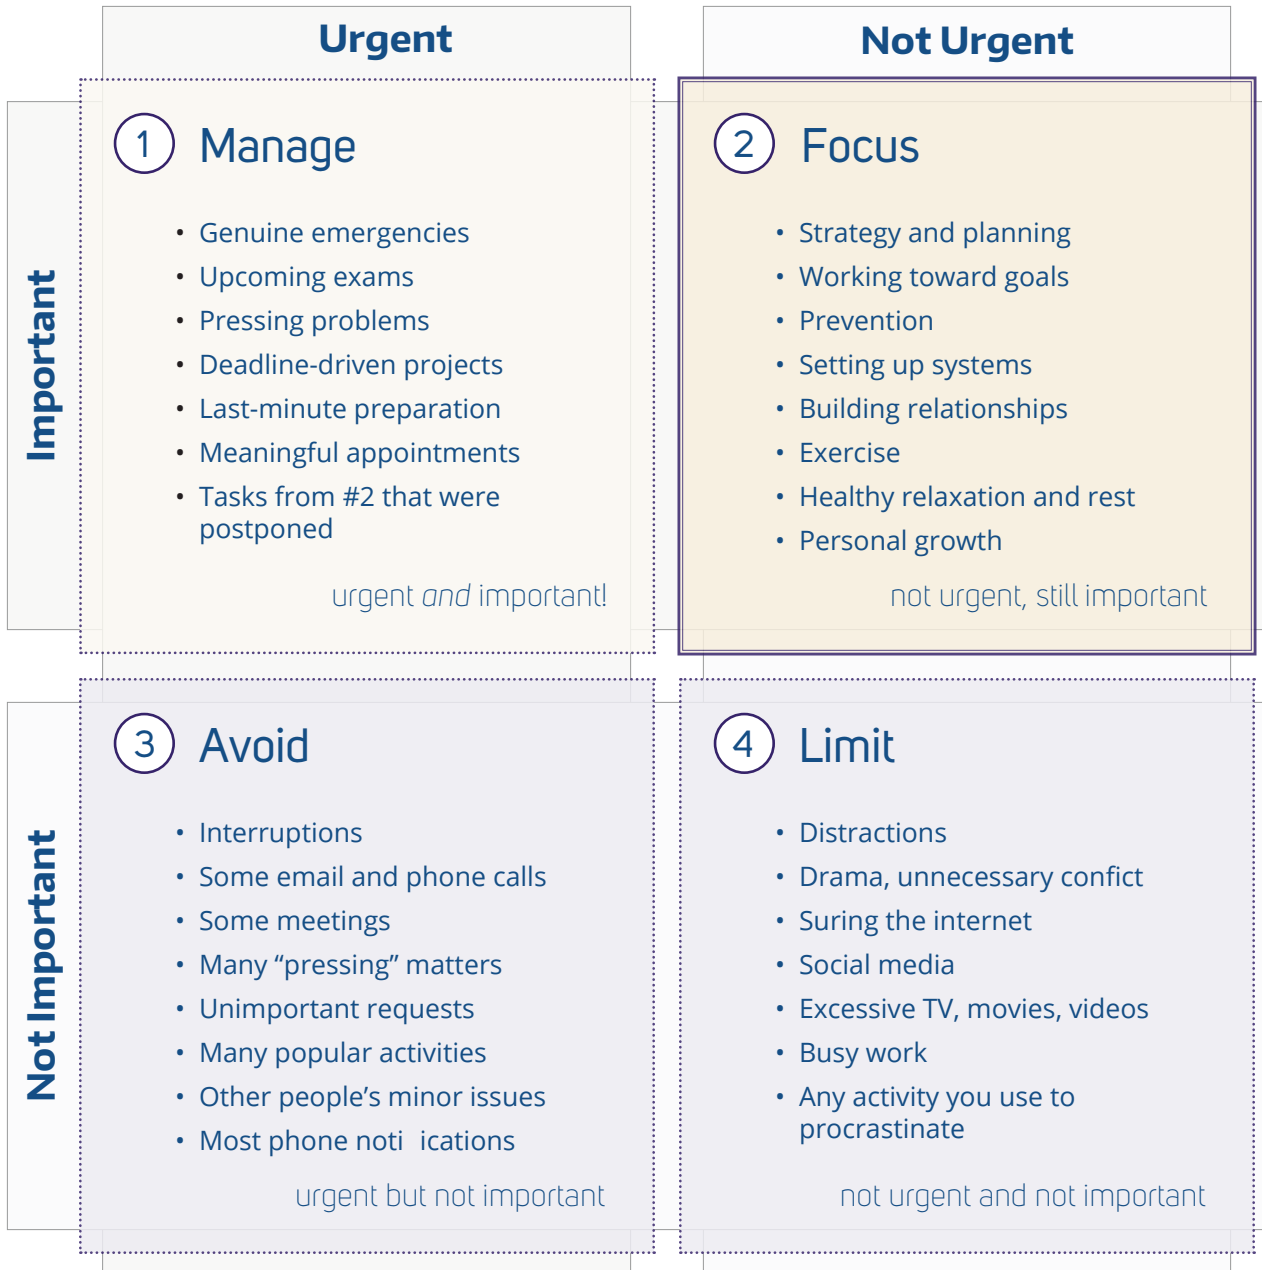 Urgent
Not Urgent
Important
1 Manage
• Genuine emergencies
• Upcoming exams
• Pressing problems
• Deadline-driven projects
• Last-minute preparation
• Meaningful appointments
• Tasks from #2 that were
postponed
urgent and important!
2 Focus
• Strategy and planning
• Working toward goals
• Prevention
• Setting up systems
• Building relationships
• Exercise
• Healthy relaxation and rest
• Personal growth
not urgent, still important
Not Important
3 Avoid
• Interruptions
• Some email and phone calls
• Some meetings
• Many “pressing” matters
• Unimportant requests
• Many popular activities
• Other people’s minor issues
• Most phone noti ications
urgent but not important
4 Limit
• Distractions
• Drama, unnecessary confict
• Suring the internet
• Social media
• Excessive TV, movies, videos
• Busy work
• Any activity you use to
procrastinate
not urgent and not important